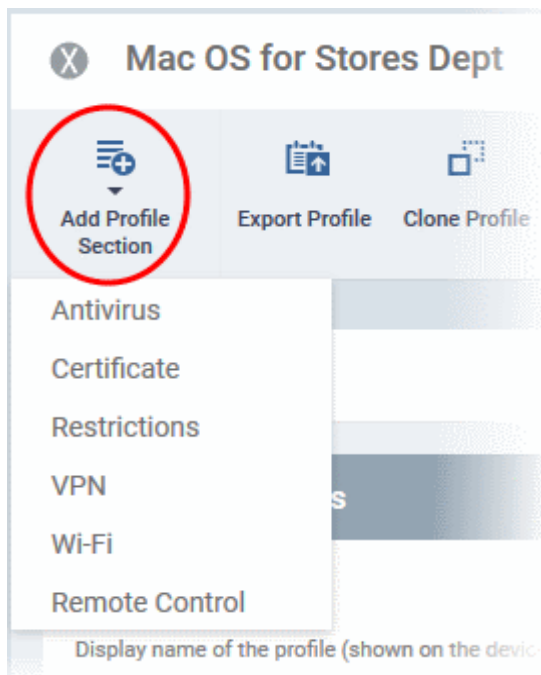 X Mac OS for Stores Dept
Add Profile Section
Export Profile
Clone Profile
Antivirus
Certificate
Restrictions
VPN
s
Wi-Fi
Remote Control
Display name of the profile (shown on the devic